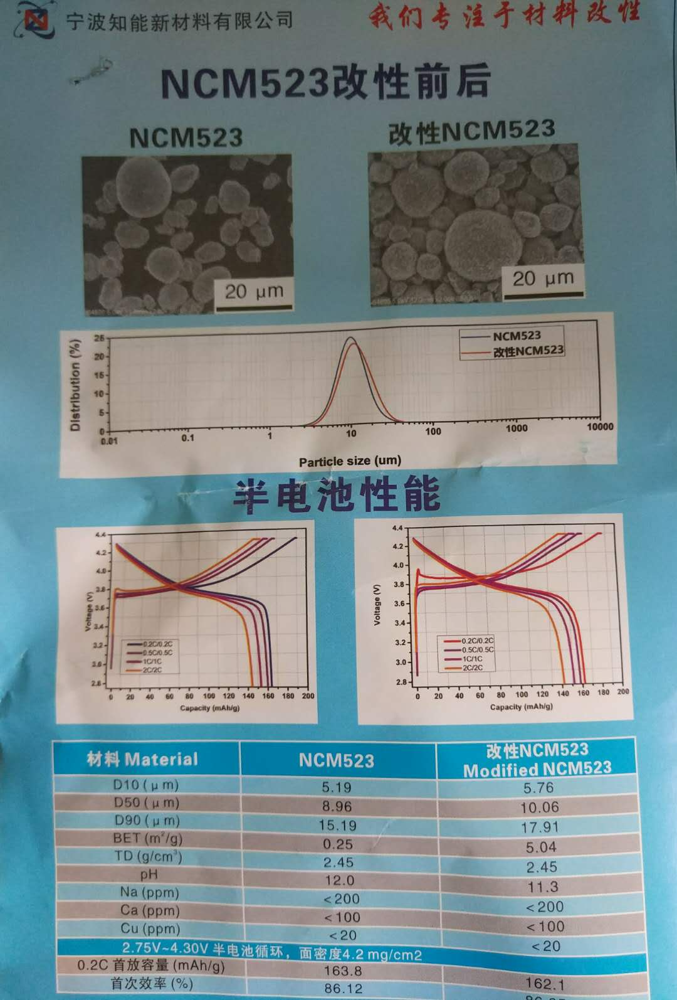 宁波知能新材料有限公司
我们专注于材料改性
NCM523改性前后
NCM523
改性NCM523
20 μm
20 μm
Distribution (%)
25
20
15
10
5
0
NCM523
改性NCM523
0.01 0.1 1 10 100 1000 10000
Particle size (um)
半电池性能
Voltage (V)
4.4
4.2
4.0
3.8
3.6
3.4
3.2
3.0
2.8
0.2C/0.2C
0.5C/0.5C
1C/1C
2C/2C
0 20 40 60 80 100 120 140 160 180 200
Capacity (mAh/g)
Voltage (V)
4.4
4.2
4.0
3.8
3.6
3.4
3.2
3.0
2.8
0.2C/0.2C
0.5C/0.5C
1C/1C
2C/2C
0 20 40 60 80 100 120 140 160 180 200
Capacity (mAh/g)
材料 Material NCM523 改性NCM523
Modified NCM523
D10 (μm) 5.19 5.76
D50 (μm) 8.96 10.06
D90 (μm) 15.19 17.91
BET (m²/g) 0.25 5.04
TD (g/cm³) 2.45 2.45
pH 12.0 11.3
Na (ppm) <200 <200
Ca (ppm) <100 <100
Cu (ppm) <20 <20
2.75V~4.30V 半电池循环，面密度4.2 mg/cm2
0.2C 首放容量 (mAh/g) 163.8 162.1
首次效率 (%) 86.12